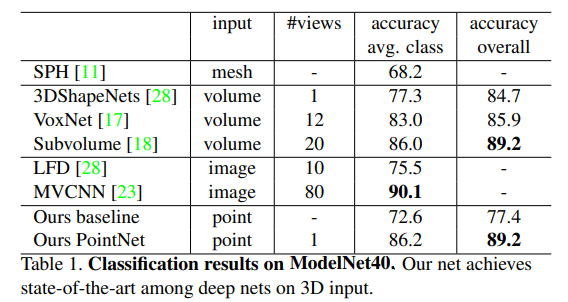 input #views accuracy accuracy
avg. class overall
SPH [11] mesh - 68.2 -
3DShapeNets [28] volume 1 77.3 84.7
VoxNet [17] volume 12 83.0 85.9
Subvolume [18] volume 20 86.0 89.2
LFD [28] image 10 75.5 -
MVCNN [23] image 80 90.1 -
Ours baseline point - 72.6 77.4
Ours PointNet point 1 86.2 89.2
Table 1. Classification results on ModelNet40. Our net achieves
state-of-the-art among deep nets on 3D input.